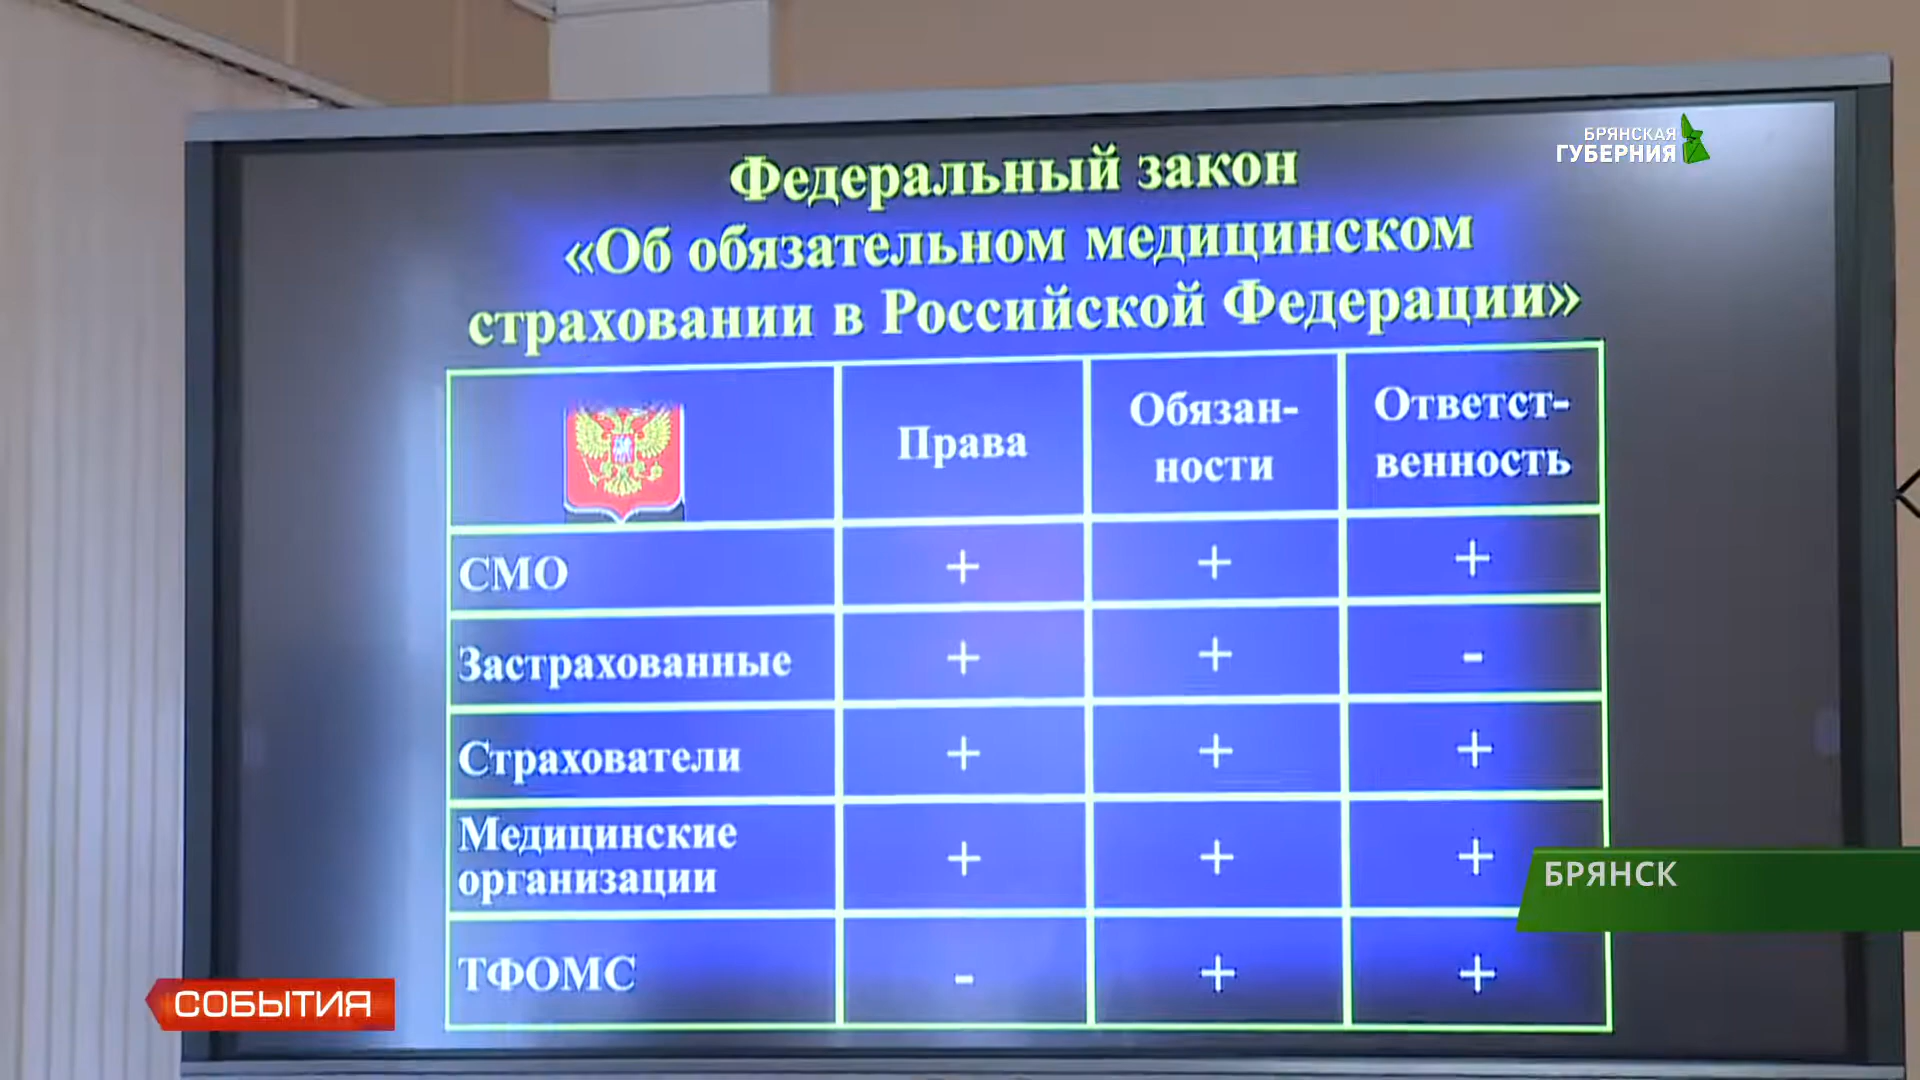 БРЯНСКАЯ
ГУБЕРНИЯ
Федеральный закон
«Об обязательном медицинском
страховании в Российской Федерации»
Права
Обязан-
ности
Ответст-
венность
СМО + + +
Застрахованные + + -
Страхователи + + +
Медицинские
организации + + +
ТФОМС - + +
БРЯНСК
СОБЫТИЯ